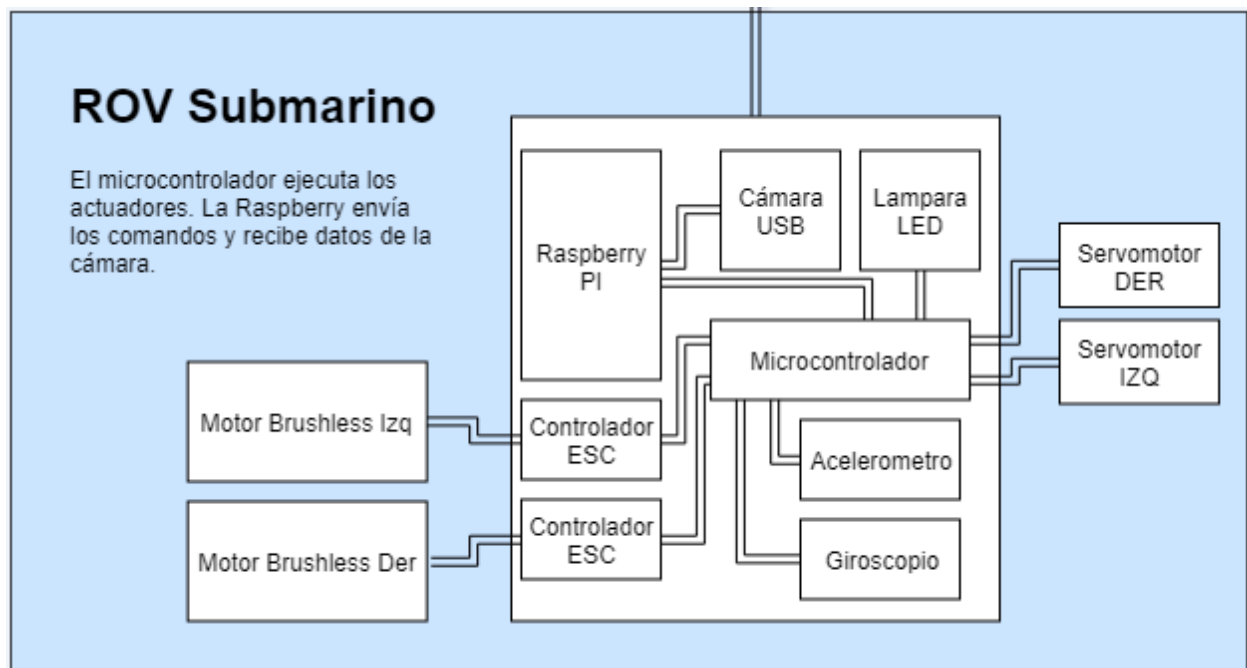 ROV Submarino
El microcontrolador ejecuta los
actuadores. La Raspberry envía
los comandos y recibe datos de la
cámara.
Raspberry
PI
Cámara
USB
Lampara
LED
Servomotor
DER
Servomotor
IZQ
Microcontrolador
Motor Brushless Izq
Controlador
ESC
Acelerometro
Motor Brushless Der
Controlador
ESC
Giroscopio